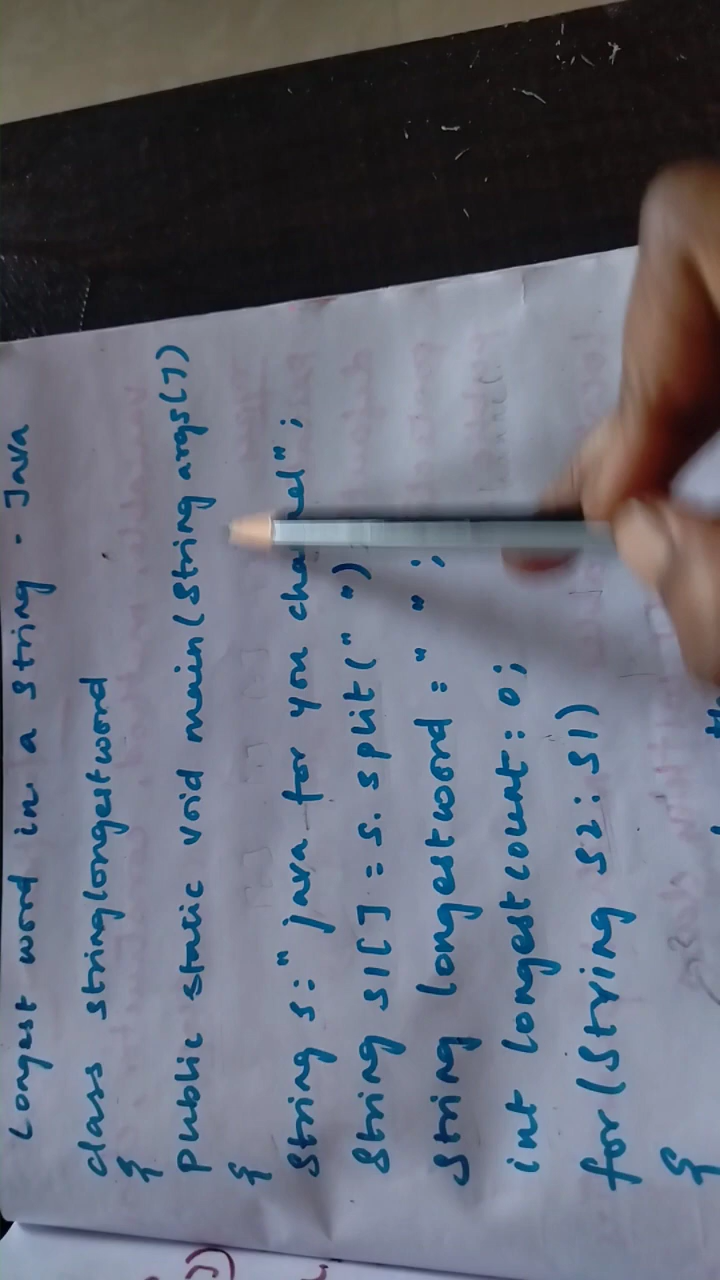 Longest word in a string - Java
class stringlongestword
{
public static void main(String args[])
{
String s="java for you channel";
String s1[] = s.split(" ")
String longestword = " ";
int longestcount = 0;
for(String s2:s1)
{